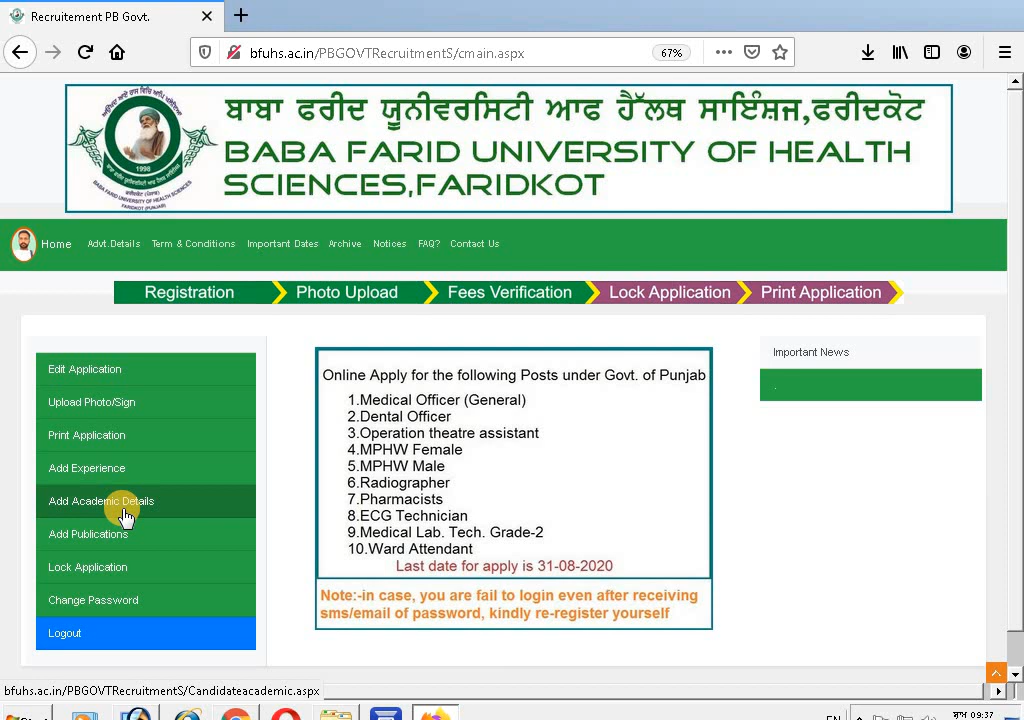 Recruitement PB Govt.
bfuhs.ac.in/PBGOVTRecruitmentS/cmain.aspx
67%
ਬਾਬਾ ਫਰੀਦ ਯੂਨੀਵਰਸਿਟੀ ਆਫ ਹੈੱਲਥ ਸਾਇੰਸ਼ਜ,ਫਰੀਦਕੋਟ
BABA FARID UNIVERSITY OF HEALTH
SCIENCES,FARIDKOT
1998
Home Advt.Details Term & Conditions Important Dates Archive Notices FAQ? Contact Us
Registration Photo Upload Fees Verification Lock Application Print Application
Edit Application
Upload Photo/Sign
Print Application
Add Experience
Add Academic Details
Add Publications
Lock Application
Change Password
Logout
Online Apply for the following Posts under Govt. of Punjab
1.Medical Officer (General)
2.Dental Officer
3.Operation theatre assistant
4.MPHW Female
5.MPHW Male
6.Radiographer
7.Pharmacists
8.ECG Technician
9.Medical Lab. Tech. Grade-2
10.Ward Attendant
Last date for apply is 31-08-2020
Note:-in case, you are fail to login even after receiving
sms/email of password, kindly re-register yourself
Important News
.
bfuhs.ac.in/PBGOVTRecruitmentS/Candidateacademic.aspx
EN
ਸ਼ਾਮ 09:37